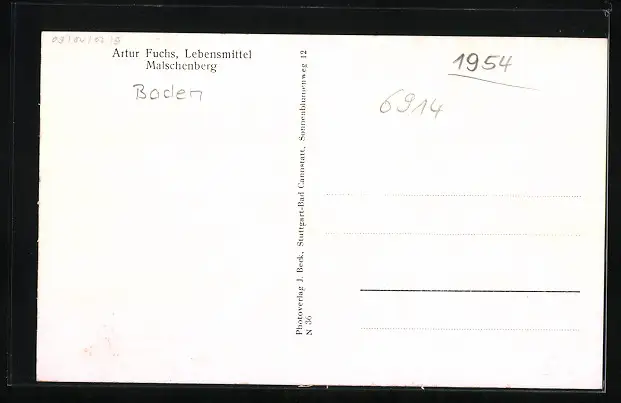 Artur Fuchs, Lebensmittel
Malschenberg
Baden
Photoverlag J. Beck, Stuttgart-Bad Cannstatt, Sonnenblumenweg 12
N 36
1954
6914